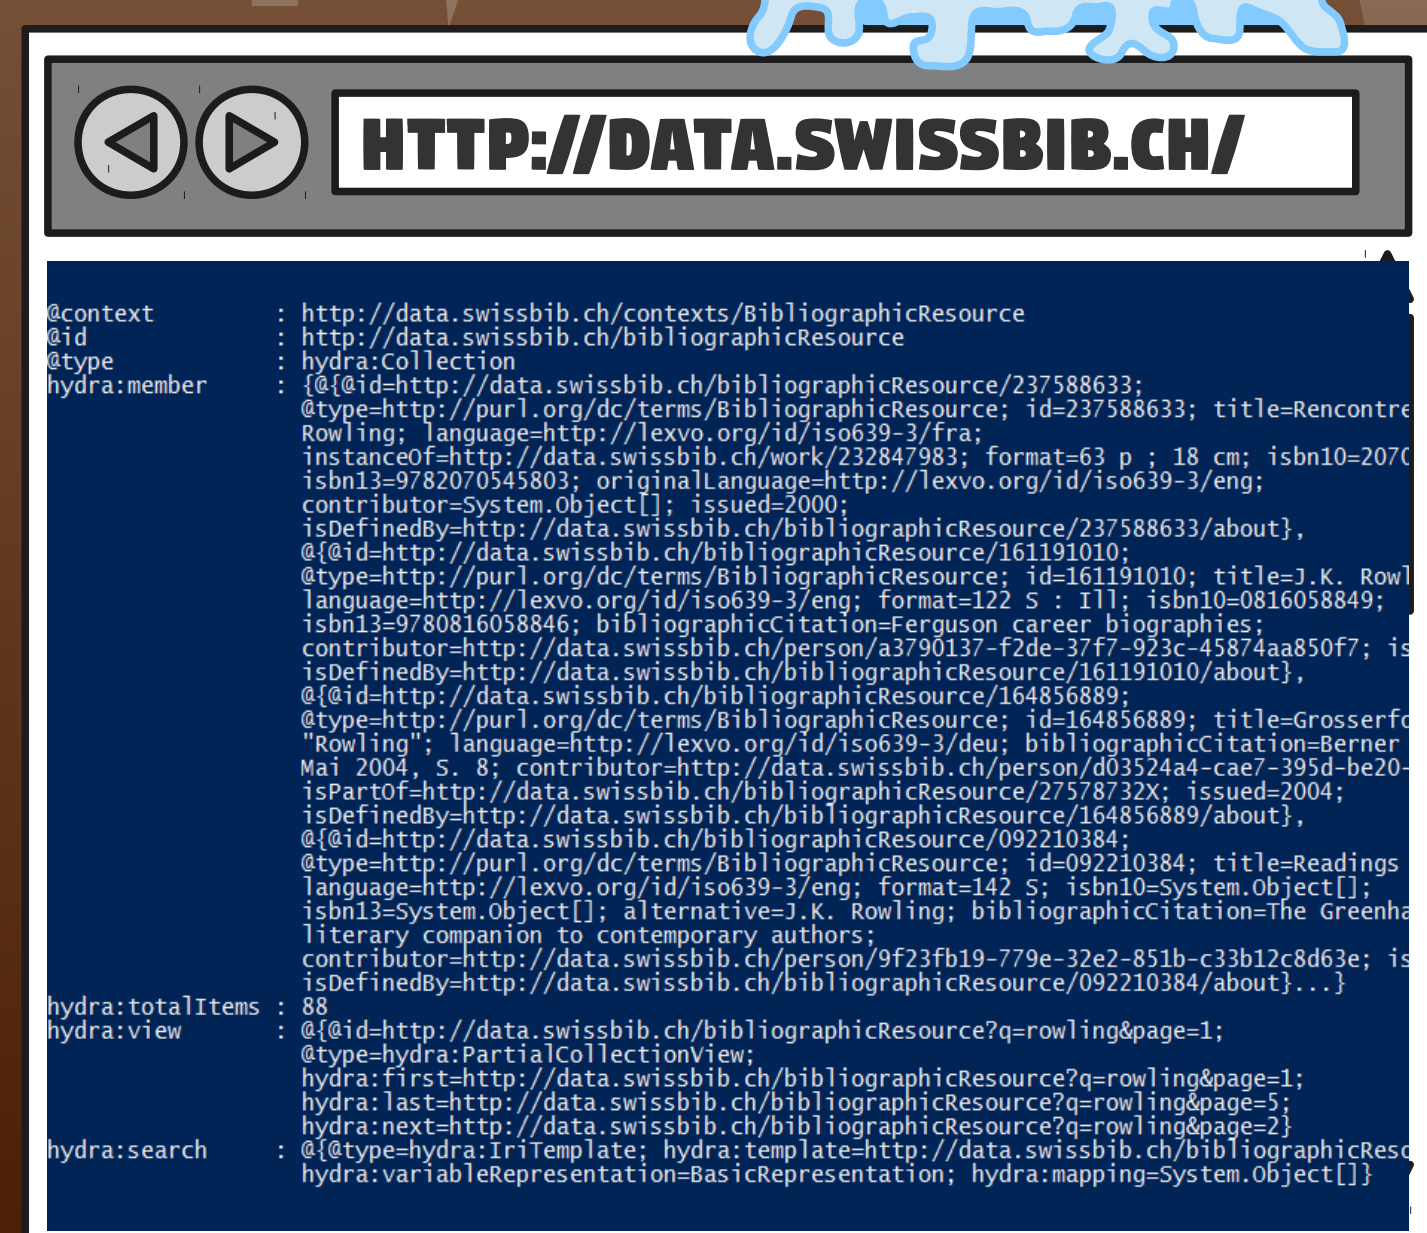 HTTP://DATA.SWISSBIB.CH/
@context : http://data.swissbib.ch/contexts/BibliographicResource
@id : http://data.swissbib.ch/bibliographicResource
@type : hydra:Collection
hydra:member : {@{@id=http://data.swissbib.ch/bibliographicResource/237588633;
@type=http://purl.org/dc/terms/BibliographicResource; id=237588633; title=Rencontre
Rowling; language=http://lexvo.org/id/iso639-3/fra;
instanceOf=http://data.swissbib.ch/work/232847983; format=63 p ; 18 cm; isbn10=2070
isbn13=9782070545803; originalLanguage=http://lexvo.org/id/iso639-3/eng;
contributor=System.Object[]; issued=2000;
isDefinedBy=http://data.swissbib.ch/bibliographicResource/237588633/about},
@{@id=http://data.swissbib.ch/bibliographicResource/161191010;
@type=http://purl.org/dc/terms/BibliographicResource; id=161191010; title=J.K. Rowl
language=http://lexvo.org/id/iso639-3/eng; format=122 S : Ill; isbn10=0816058849;
isbn13=9780816058846; bibliographicCitation=Ferguson career biographies;
contributor=http://data.swissbib.ch/person/a3790137-f2de-37f7-923c-45874aa850f7; is
isDefinedBy=http://data.swissbib.ch/bibliographicResource/161191010/about},
@{@id=http://data.swissbib.ch/bibliographicResource/164856889;
@type=http://purl.org/dc/terms/BibliographicResource; id=164856889; title=Grosserfo
"Rowling"; language=http://lexvo.org/id/iso639-3/deu; bibliographicCitation=Berner
Mai 2004, S. 8; contributor=http://data.swissbib.ch/person/d03524a4-cae7-395d-be20-
isPartOf=http://data.swissbib.ch/bibliographicResource/27578732X; issued=2004;
isDefinedBy=http://data.swissbib.ch/bibliographicResource/164856889/about},
@{@id=http://data.swissbib.ch/bibliographicResource/092210384;
@type=http://purl.org/dc/terms/BibliographicResource; id=092210384; title=Readings
language=http://lexvo.org/id/iso639-3/eng; format=142 S; isbn10=System.Object[];
isbn13=System.Object[]; alternative=J.K. Rowling; bibliographicCitation=The Greenha
literary companion to contemporary authors;
contributor=http://data.swissbib.ch/person/9f23fb19-779e-32e2-851b-c33b12c8d63e; is
isDefinedBy=http://data.swissbib.ch/bibliographicResource/092210384/about}...}
hydra:totalItems : 88
hydra:view : @{@id=http://data.swissbib.ch/bibliographicResource?q=rowling&page=1;
@type=hydra:PartialCollectionView;
hydra:first=http://data.swissbib.ch/bibliographicResource?q=rowling&page=1;
hydra:last=http://data.swissbib.ch/bibliographicResource?q=rowling&page=5;
hydra:next=http://data.swissbib.ch/bibliographicResource?q=rowling&page=2}
hydra:search : @{@type=hydra:IriTemplate; hydra:template=http://data.swissbib.ch/bibliographicReso
hydra:variableRepresentation=BasicRepresentation; hydra:mapping=System.Object[]}